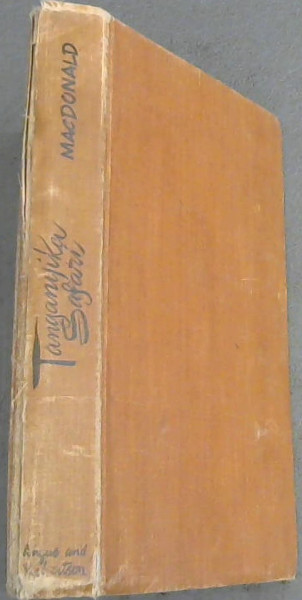 MACDONALD
Tanganyika
Safari
Angus and
Robertson